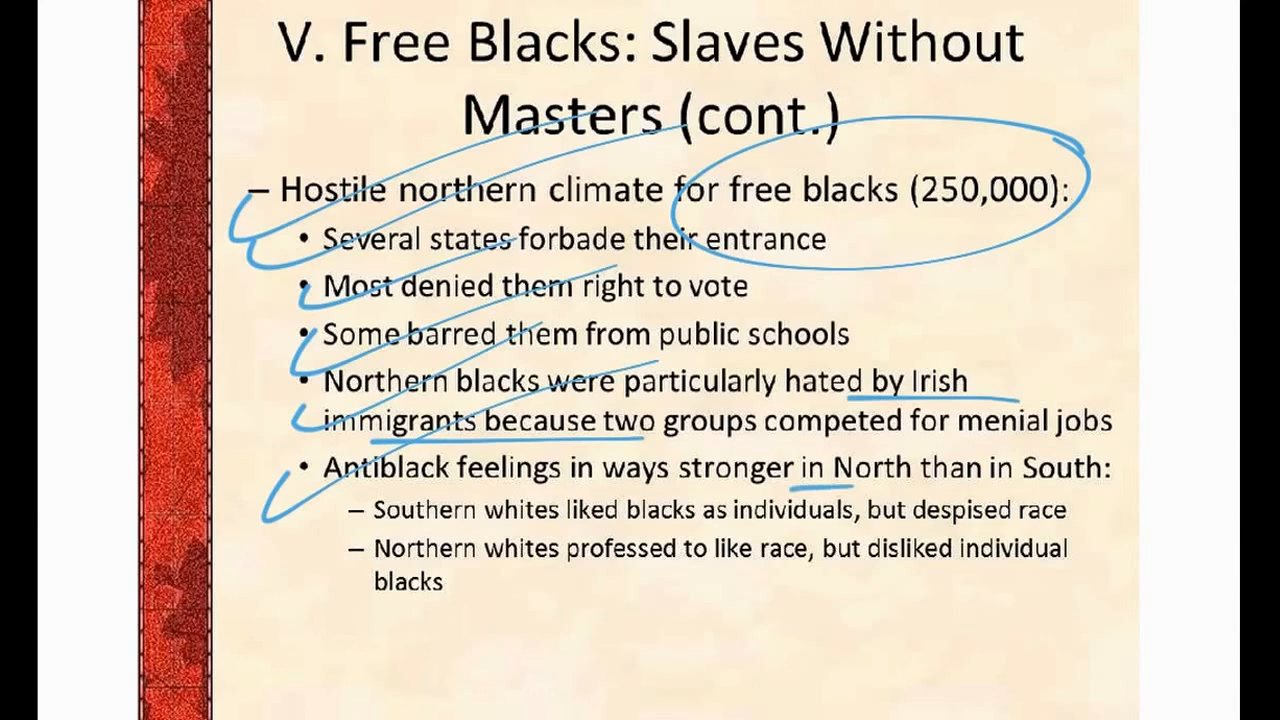 V. Free Blacks: Slaves Without
Masters (cont.)
– Hostile northern climate for free blacks (250,000):
• Several states forbade their entrance
• Most denied them right to vote
• Some barred them from public schools
• Northern blacks were particularly hated by Irish
immigrants because two groups competed for menial jobs
• Antiblack feelings in ways stronger in North than in South:
– Southern whites liked blacks as individuals, but despised race
– Northern whites professed to like race, but disliked individual
blacks